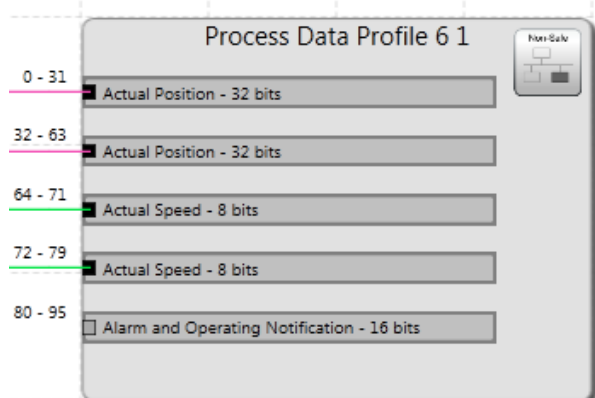 Process Data Profile 6 1
Non-Safe
0 - 31
Actual Position - 32 bits
32 - 63
Actual Position - 32 bits
64 - 71
Actual Speed - 8 bits
72 - 79
Actual Speed - 8 bits
80 - 95
Alarm and Operating Notification - 16 bits